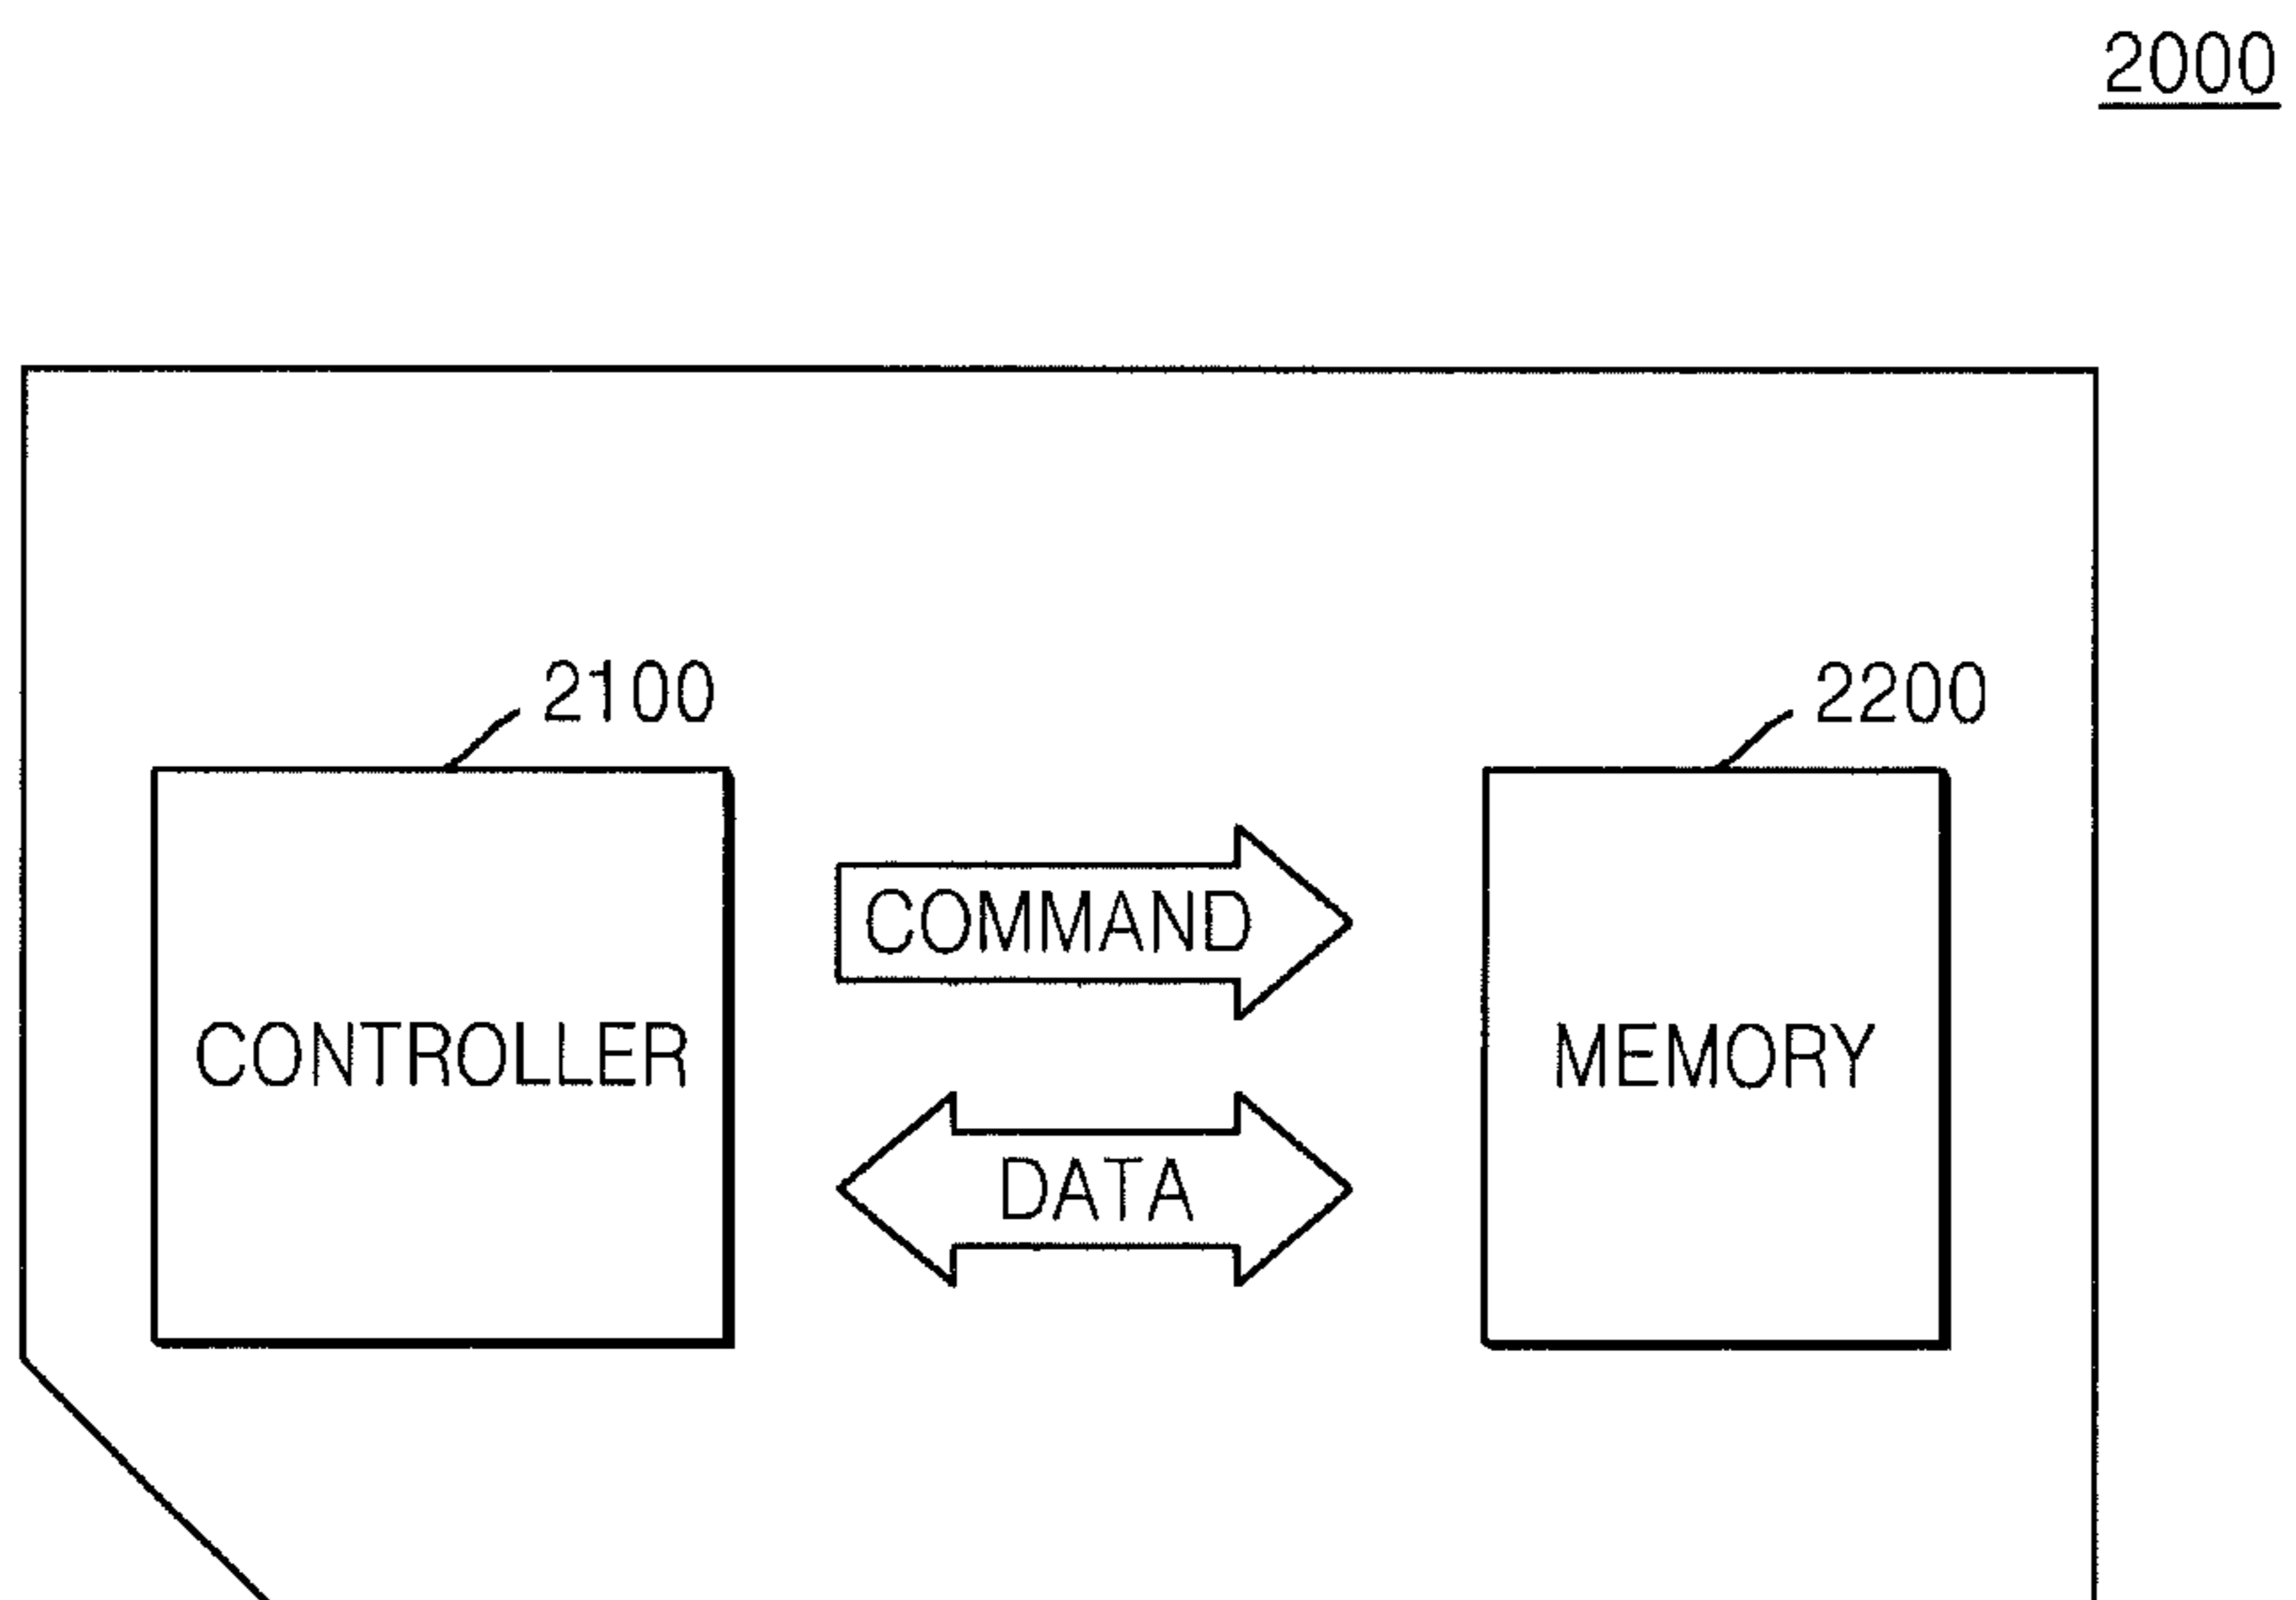 2000
2100
2200
COMMAND
CONTROLLER
MEMORY
DATA